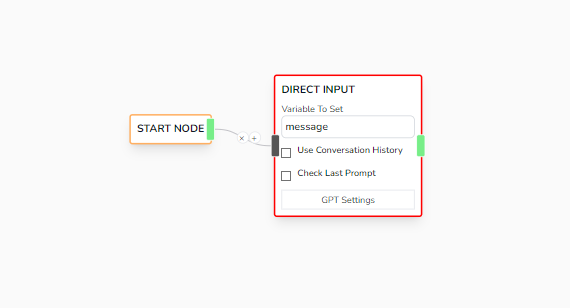 START NODE
× +
DIRECT INPUT
Variable To Set
message
Use Conversation History
Check Last Prompt
GPT Settings